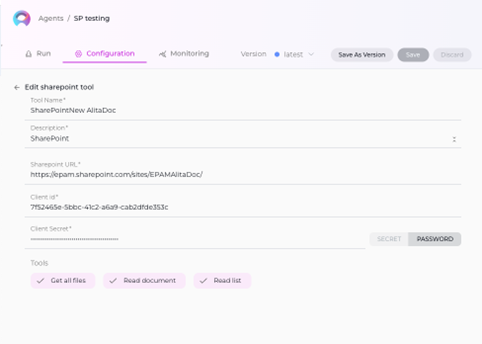 Agents / SP testing
Run Configuration Monitoring Version latest Save As Version Save Discard
Edit sharepoint tool
Tool Name*
SharePointNew AlitaDoc
Description*
SharePoint
Sharepoint URL*
https://epam.sharepoint.com/sites/EPAMAlitaDoc/
Client id*
7f52465e-5bbc-41c2-a6a9-cab2dfde353c
Client Secret*
SECRET PASSWORD
Tools
Get all files Read document Read list